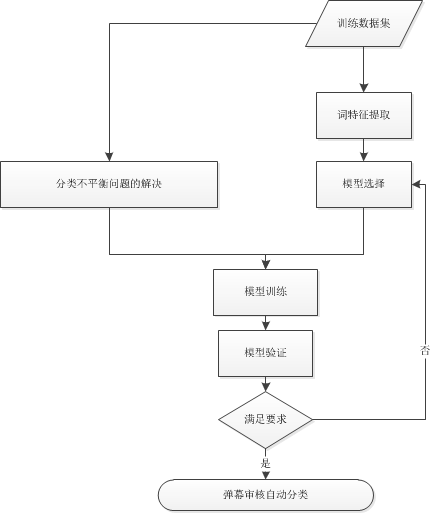 训练数据集
词特征提取
分类不平衡问题的解决
模型选择
模型训练
模型验证
否
满足要求
是
弹幕审核自动分类